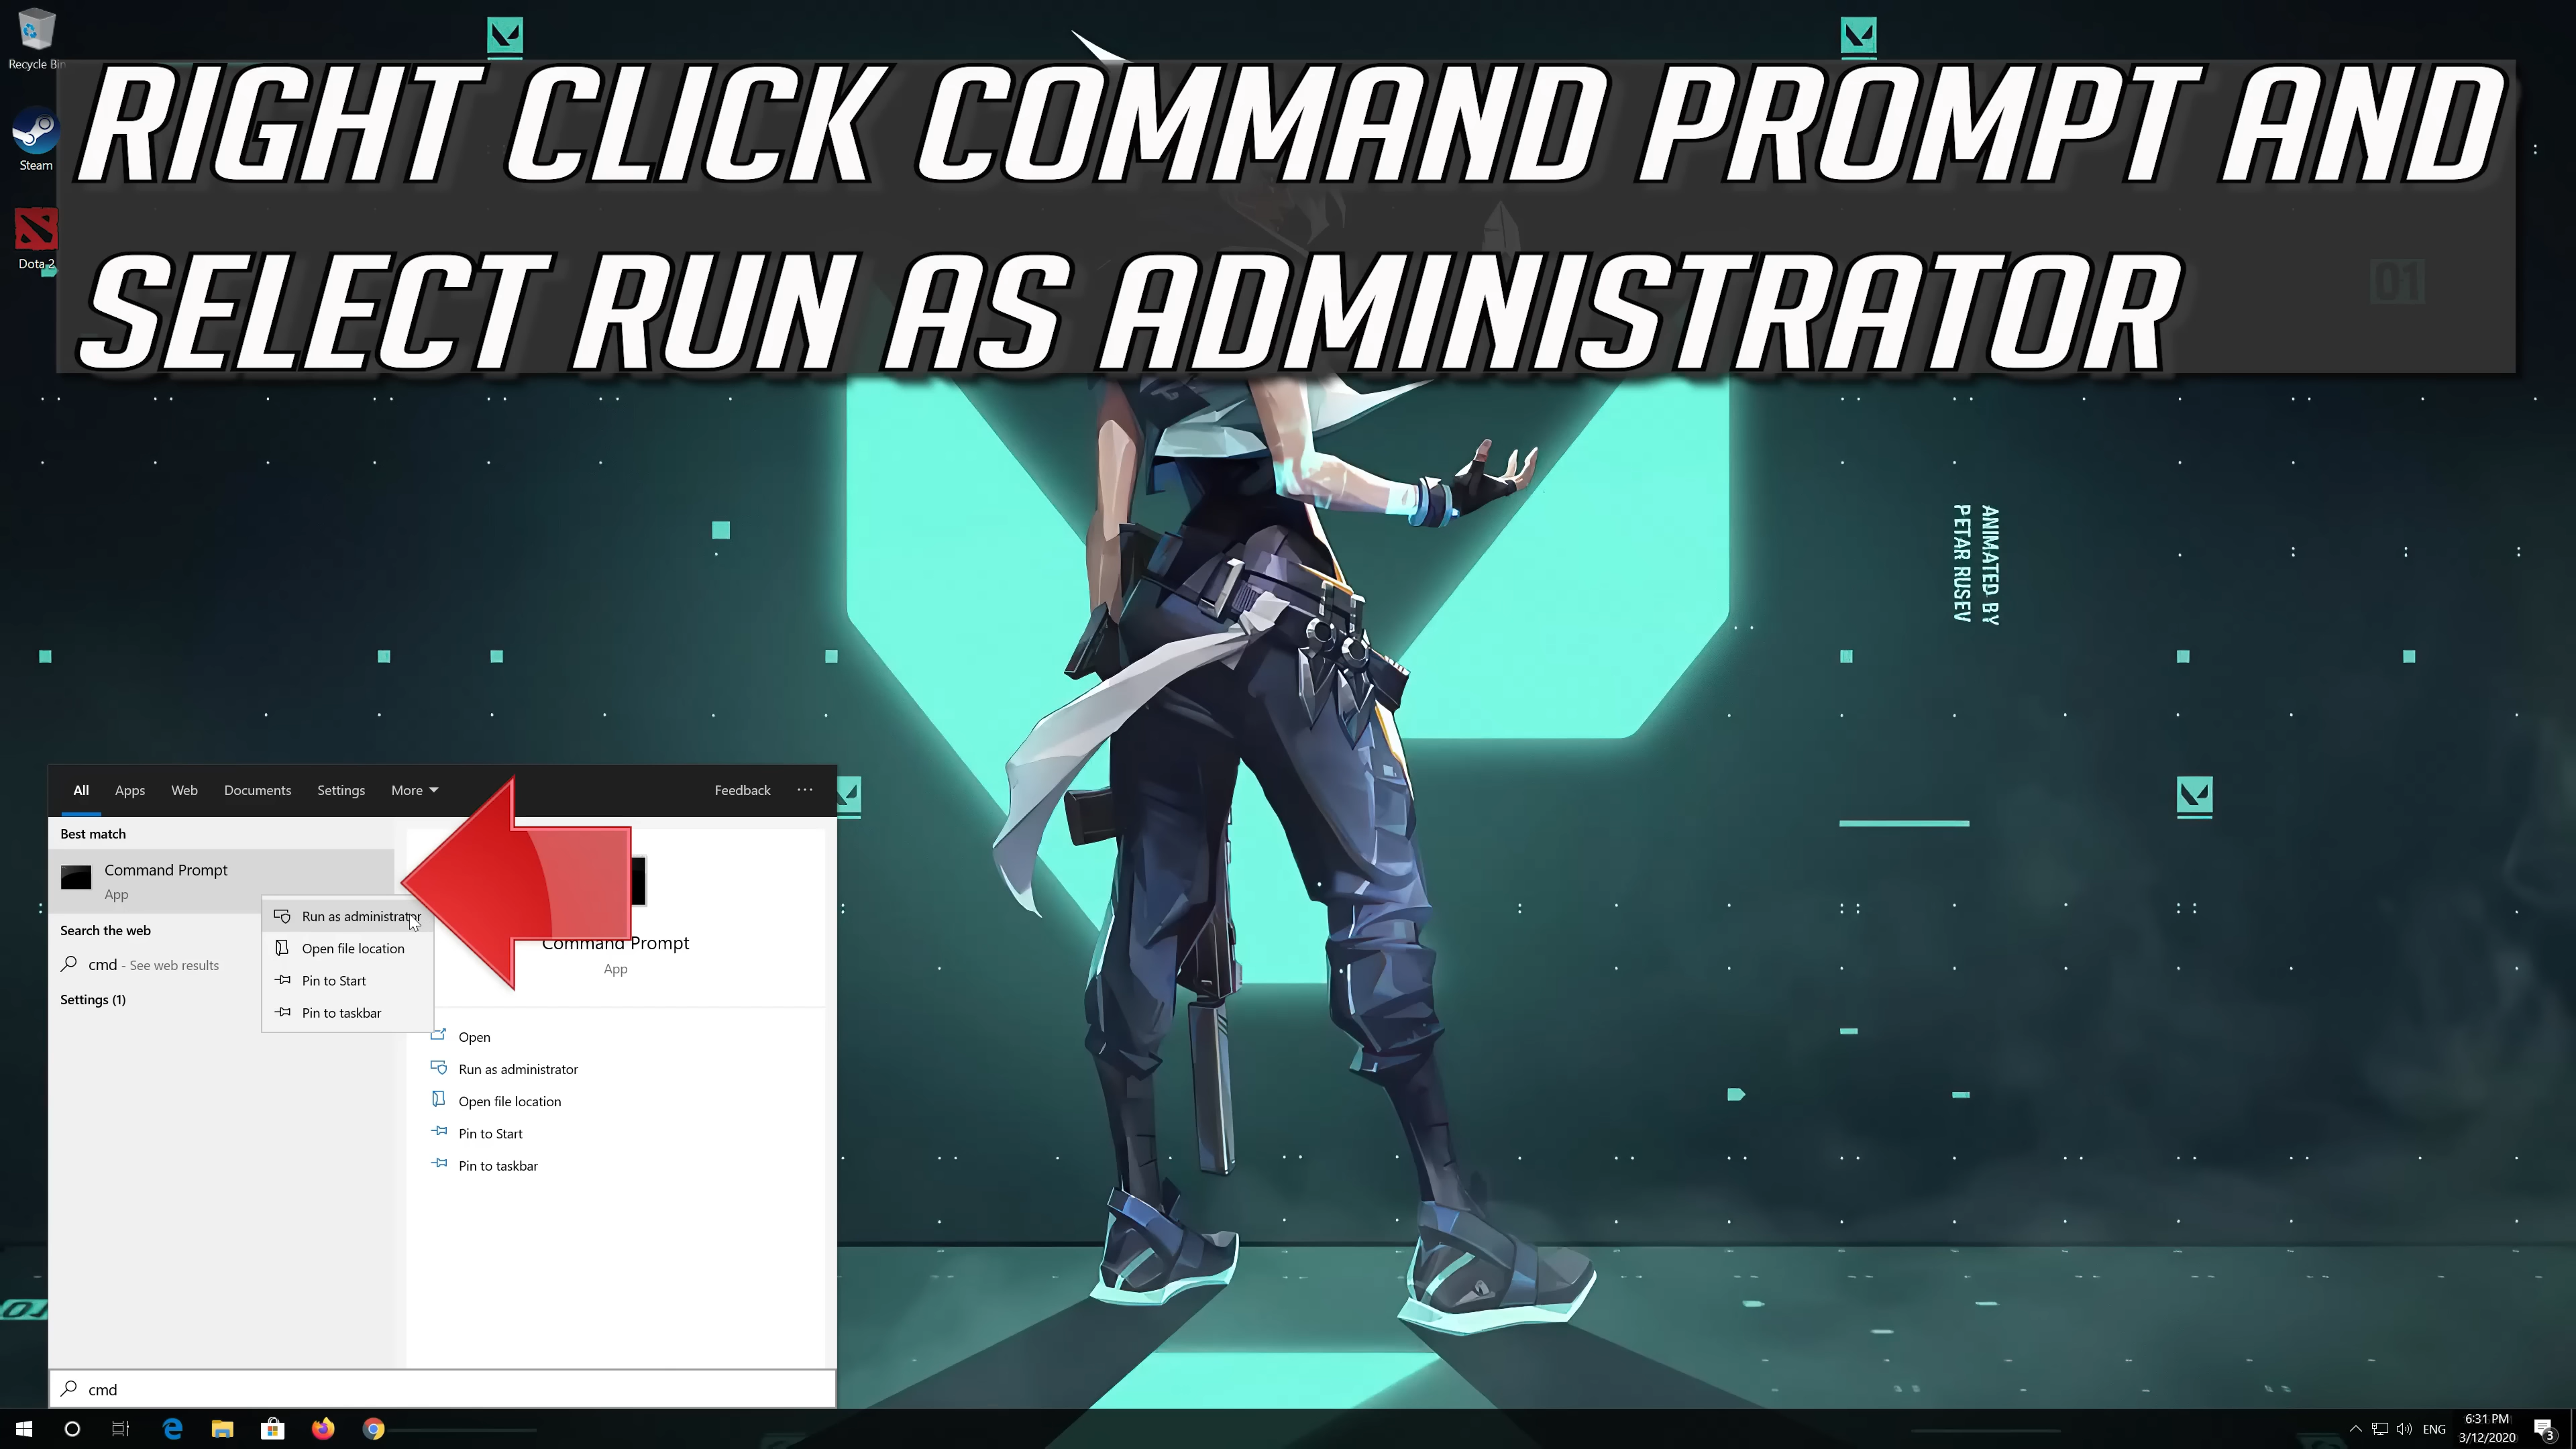 Recycle Bin
Steam
Dota 2
RIGHT CLICK COMMAND PROMPT AND
SELECT RUN AS ADMINISTRATOR
01
ANIMATED BY
PETAR RUSEV
All Apps Web Documents Settings More Feedback ...
Best match
Command Prompt
App
Run as administrator
Open file location
Pin to Start
Pin to taskbar
Search the web
cmd - See web results
Settings (1)
Command Prompt
App
Open
Run as administrator
Open file location
Pin to Start
Pin to taskbar
cmd
ENG
6:31 PM
3/12/2020
3